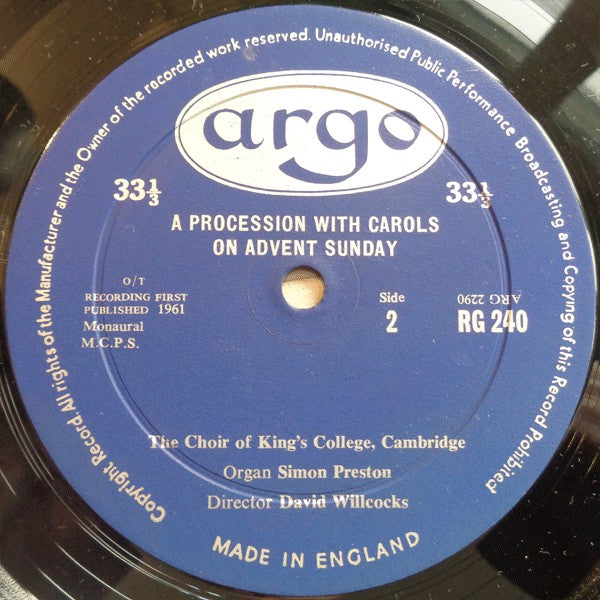 Copyright Record. All rights of the Manufacturer and the Owner of the recorded work reserved. Unauthorised Public Performance Broadcasting and Copying of this Record Prohibited
argo
33⅓
33⅓
A PROCESSION WITH CAROLS
ON ADVENT SUNDAY
O/T
RECORDING FIRST
PUBLISHED 1961
Monaural
M.C.P.S.
Side
2
ARG 2290
RG 240
The Choir of King's College, Cambridge
Organ Simon Preston
Director David Willcocks
MADE IN ENGLAND